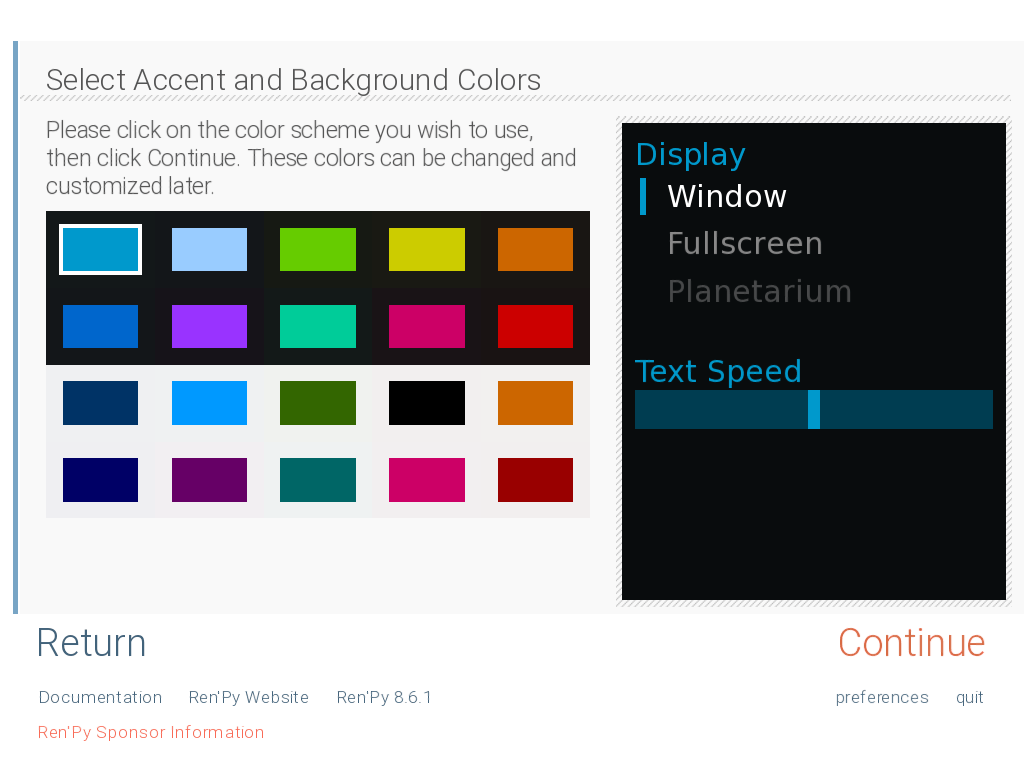 Select Accent and Background Colors
Please click on the color scheme you wish to use,
then click Continue. These colors can be changed and
customized later.
Display
Window
Fullscreen
Planetarium
Text Speed
Return
Continue
Documentation
Ren'Py Website
Ren'Py 8.6.1
preferences
quit
Ren'Py Sponsor Information